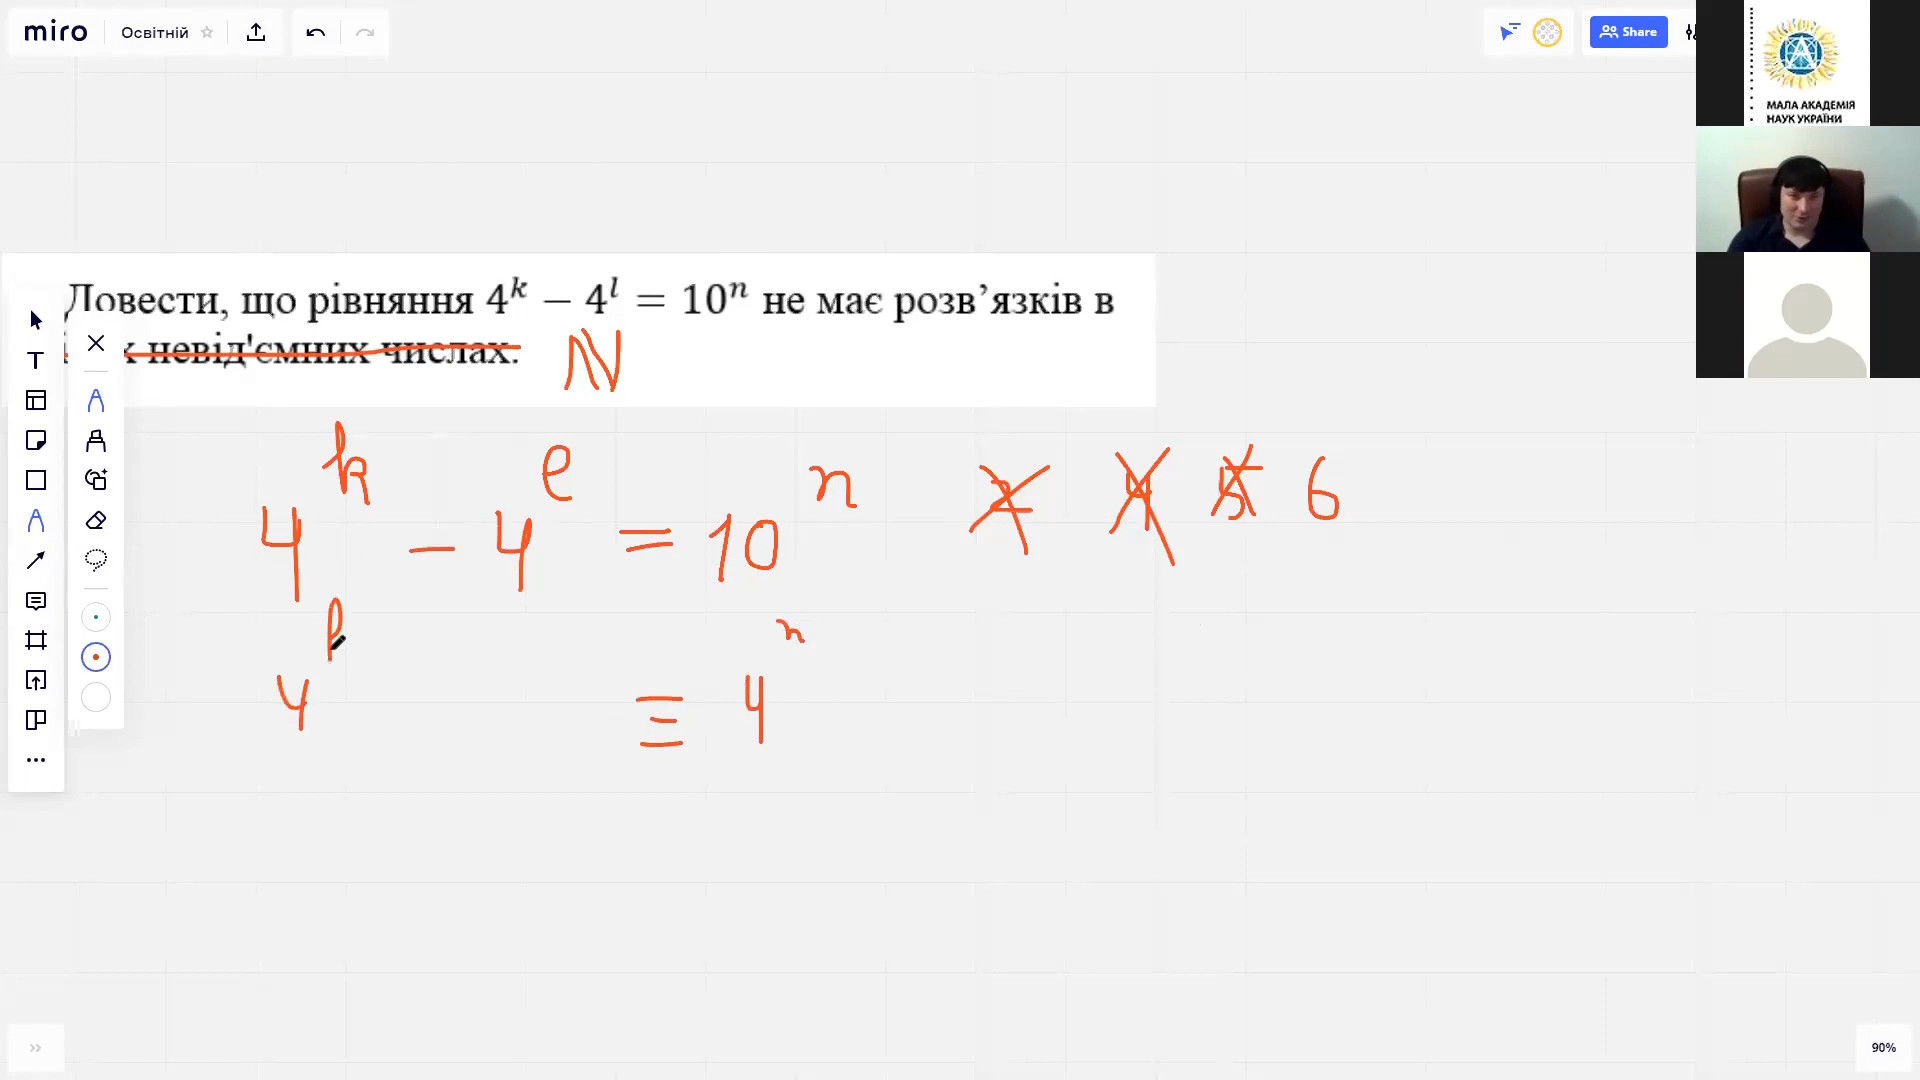 miro
Освітній
Share
МАЛА АКАДЕМІЯ
НАУК УКРАЇНИ
Довести, що рівняння 4^k − 4^l = 10^n не має розв’язків в
х невід'ємних числах. N
4^k − 4^e = 10^n 2 4 5 6
4 ≡ 4^n
T
90%